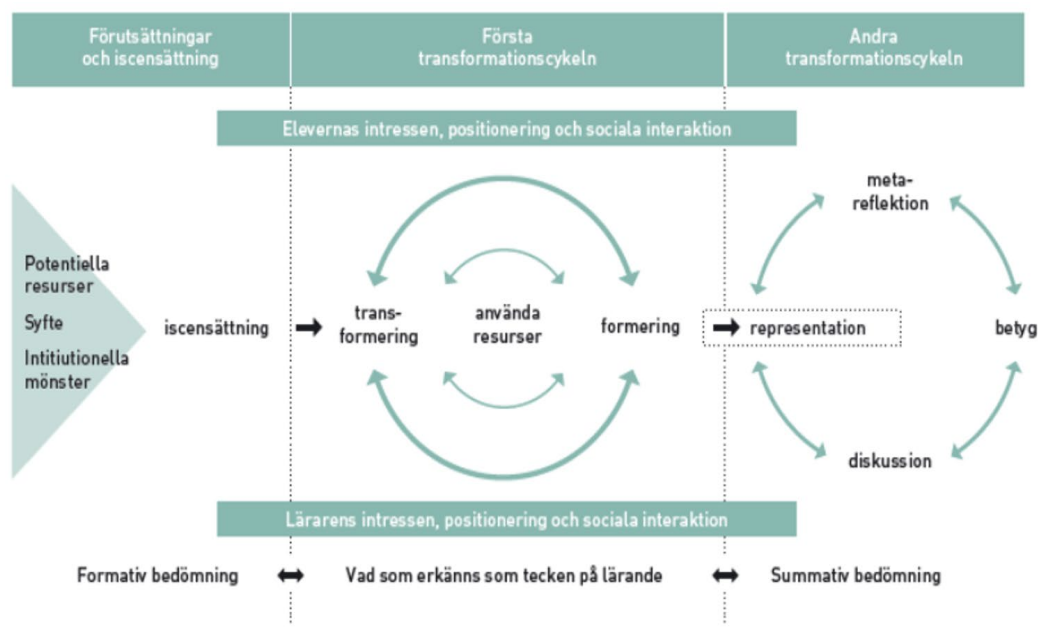 Förutsättningar
och iscensättning
Första
transformationscykeln
Andra
transformationscykeln
Elevernas intressen, positionering och sociala interaktion
Potentiella
resurser
Syfte
Intitiutionella
mönster
iscensättning
trans-
formering
använda
resurser
formering
representation
meta-
reflektion
betyg
diskussion
Lärarens intressen, positionering och sociala interaktion
Formativ bedömning
Vad som erkänns som tecken på lärande
Summativ bedömning